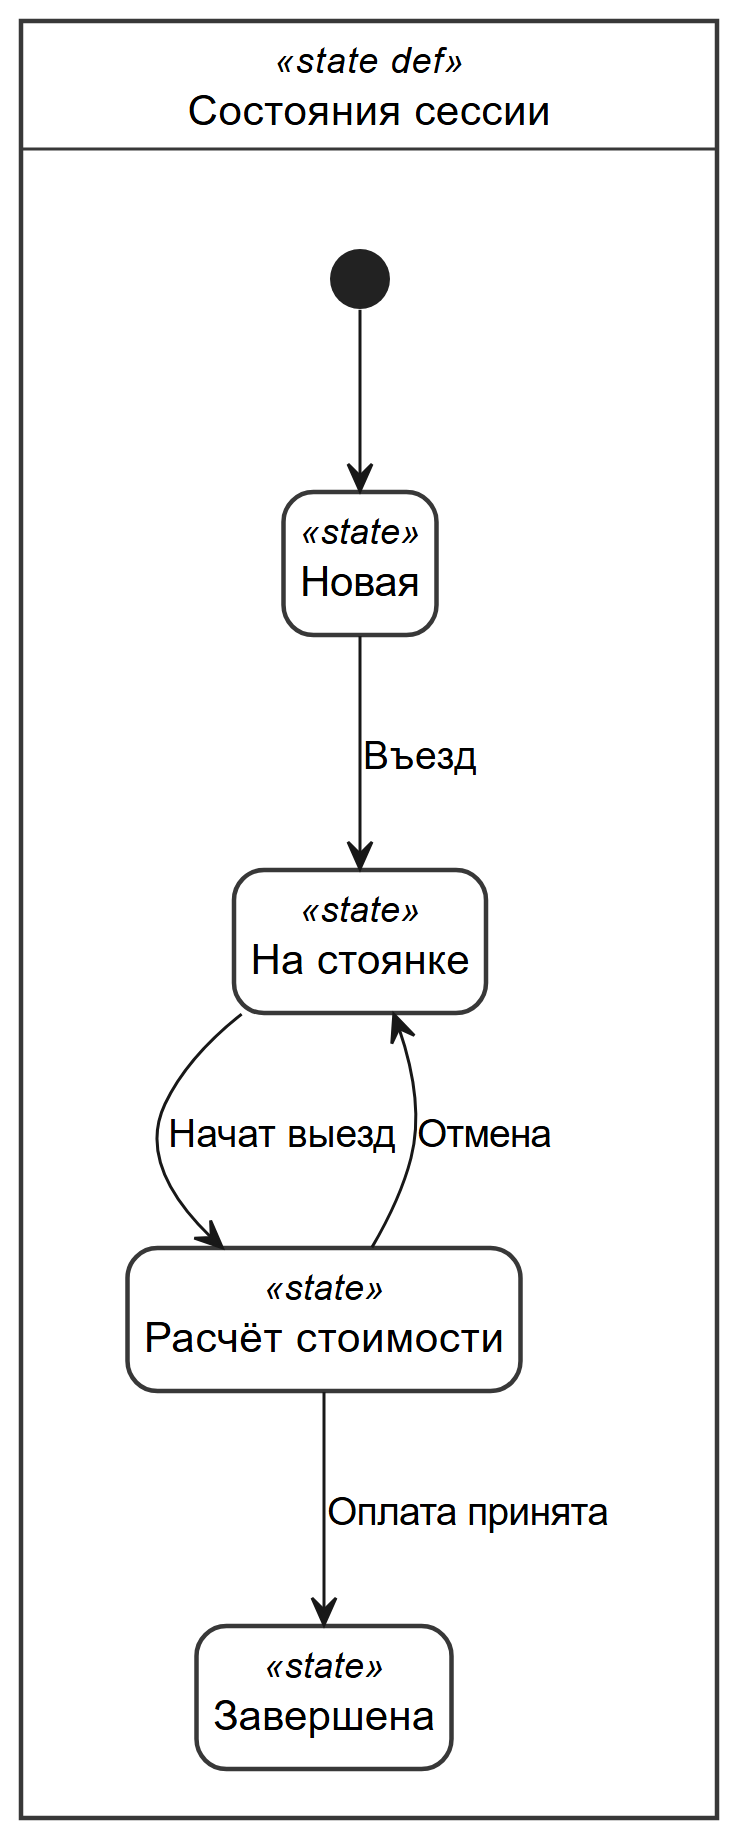 «state def»
Состояния сессии
«state»
Новая
Въезд
«state»
На стоянке
Начат выезд
Отмена
«state»
Расчёт стоимости
Оплата принята
«state»
Завершена